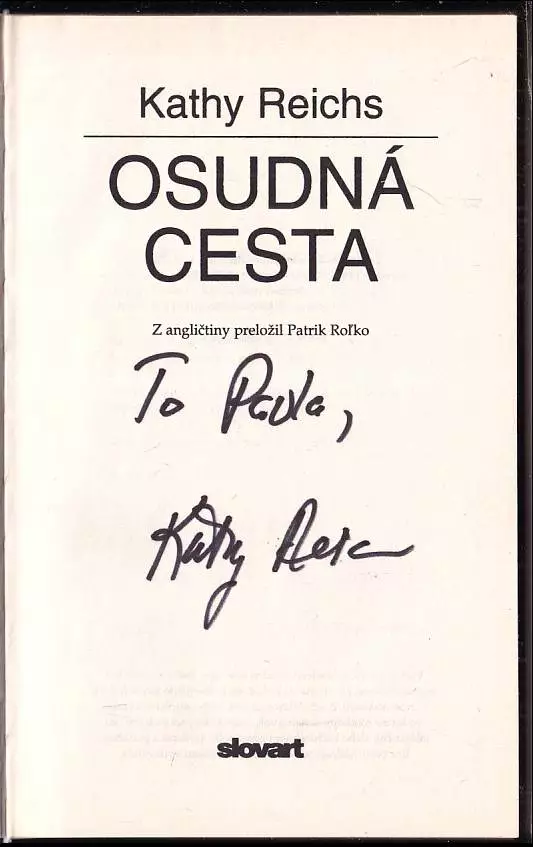 Kathy Reichs
OSUDNÁ
CESTA
Z angličtiny preložil Patrik Roľko
To Pavla,
Kathy Reichs
slovart